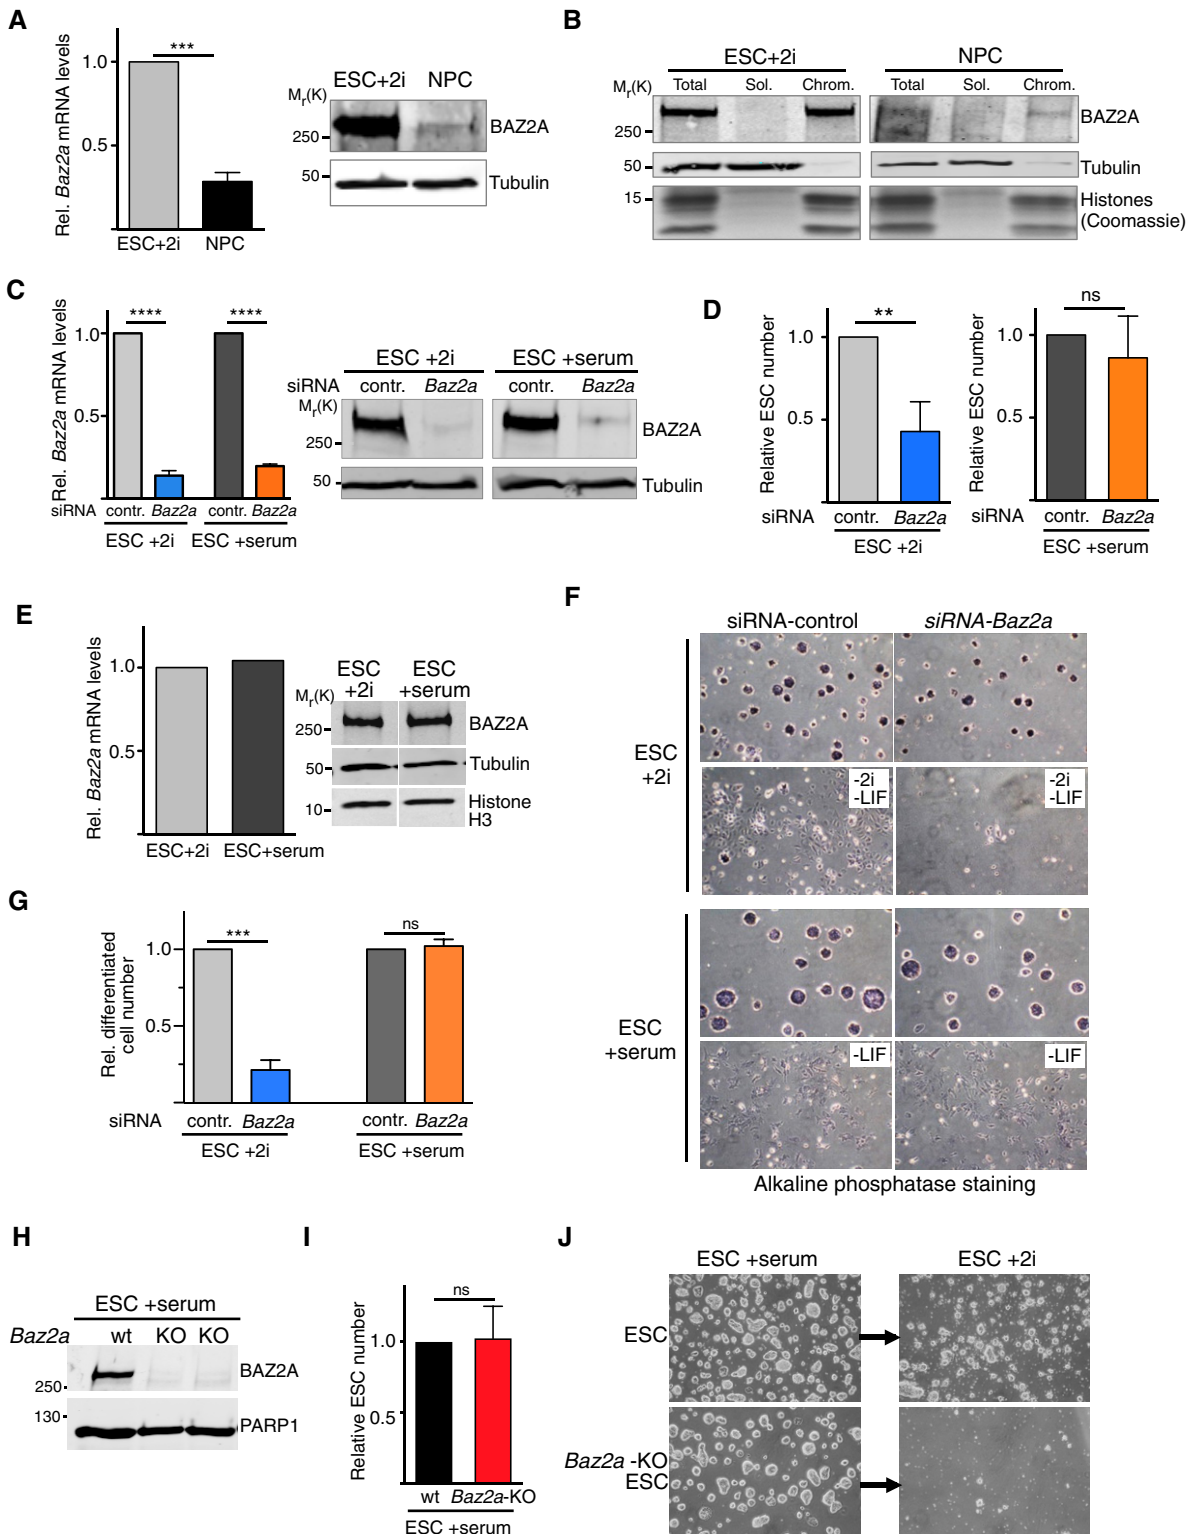 A
Rel. Baz2a mRNA levels
1.0
0.5
***
ESC+2i NPC
ESC+2i NPC
Mr(K)
250
BAZ2A
50
Tubulin
B
ESC+2i NPC
Mr(K) Total Sol. Chrom. Total Sol. Chrom.
250
BAZ2A
50
Tubulin
15
Histones
(Coomassie)
C
Rel. Baz2a mRNA levels
1.0
0.5
**** ****
siRNA contr. Baz2a contr. Baz2a
ESC +2i ESC +serum
ESC +2i ESC +serum
siRNA contr. Baz2a contr. Baz2a
Mr(K)
250
BAZ2A
50
Tubulin
D
Relative ESC number
1.0
0.5
**
siRNA contr. Baz2a
ESC +2i
Relative ESC number
1.0
0.5
ns
siRNA contr. Baz2a
ESC +serum
E
Rel. Baz2a mRNA levels
1.0
0.5
ESC+2i ESC+serum
ESC
+2i
ESC
+serum
Mr(K)
250
BAZ2A
50
Tubulin
10
Histone
H3
F
siRNA-control siRNA-Baz2a
ESC
+2i
-2i
-LIF
-2i
-LIF
ESC
+serum
-LIF
-LIF
Alkaline phosphatase staining
G
Rel. differentiated
cell number
1.0
0.5
***
ns
siRNA contr. Baz2a contr. Baz2a
ESC +2i ESC +serum
H
ESC +serum
Baz2a wt KO KO
BAZ2A
250
130
PARP1
I
Relative ESC number
1.0
0.5
ns
wt Baz2a-KO
ESC +serum
J
ESC +serum ESC +2i
ESC
Baz2a -KO
ESC